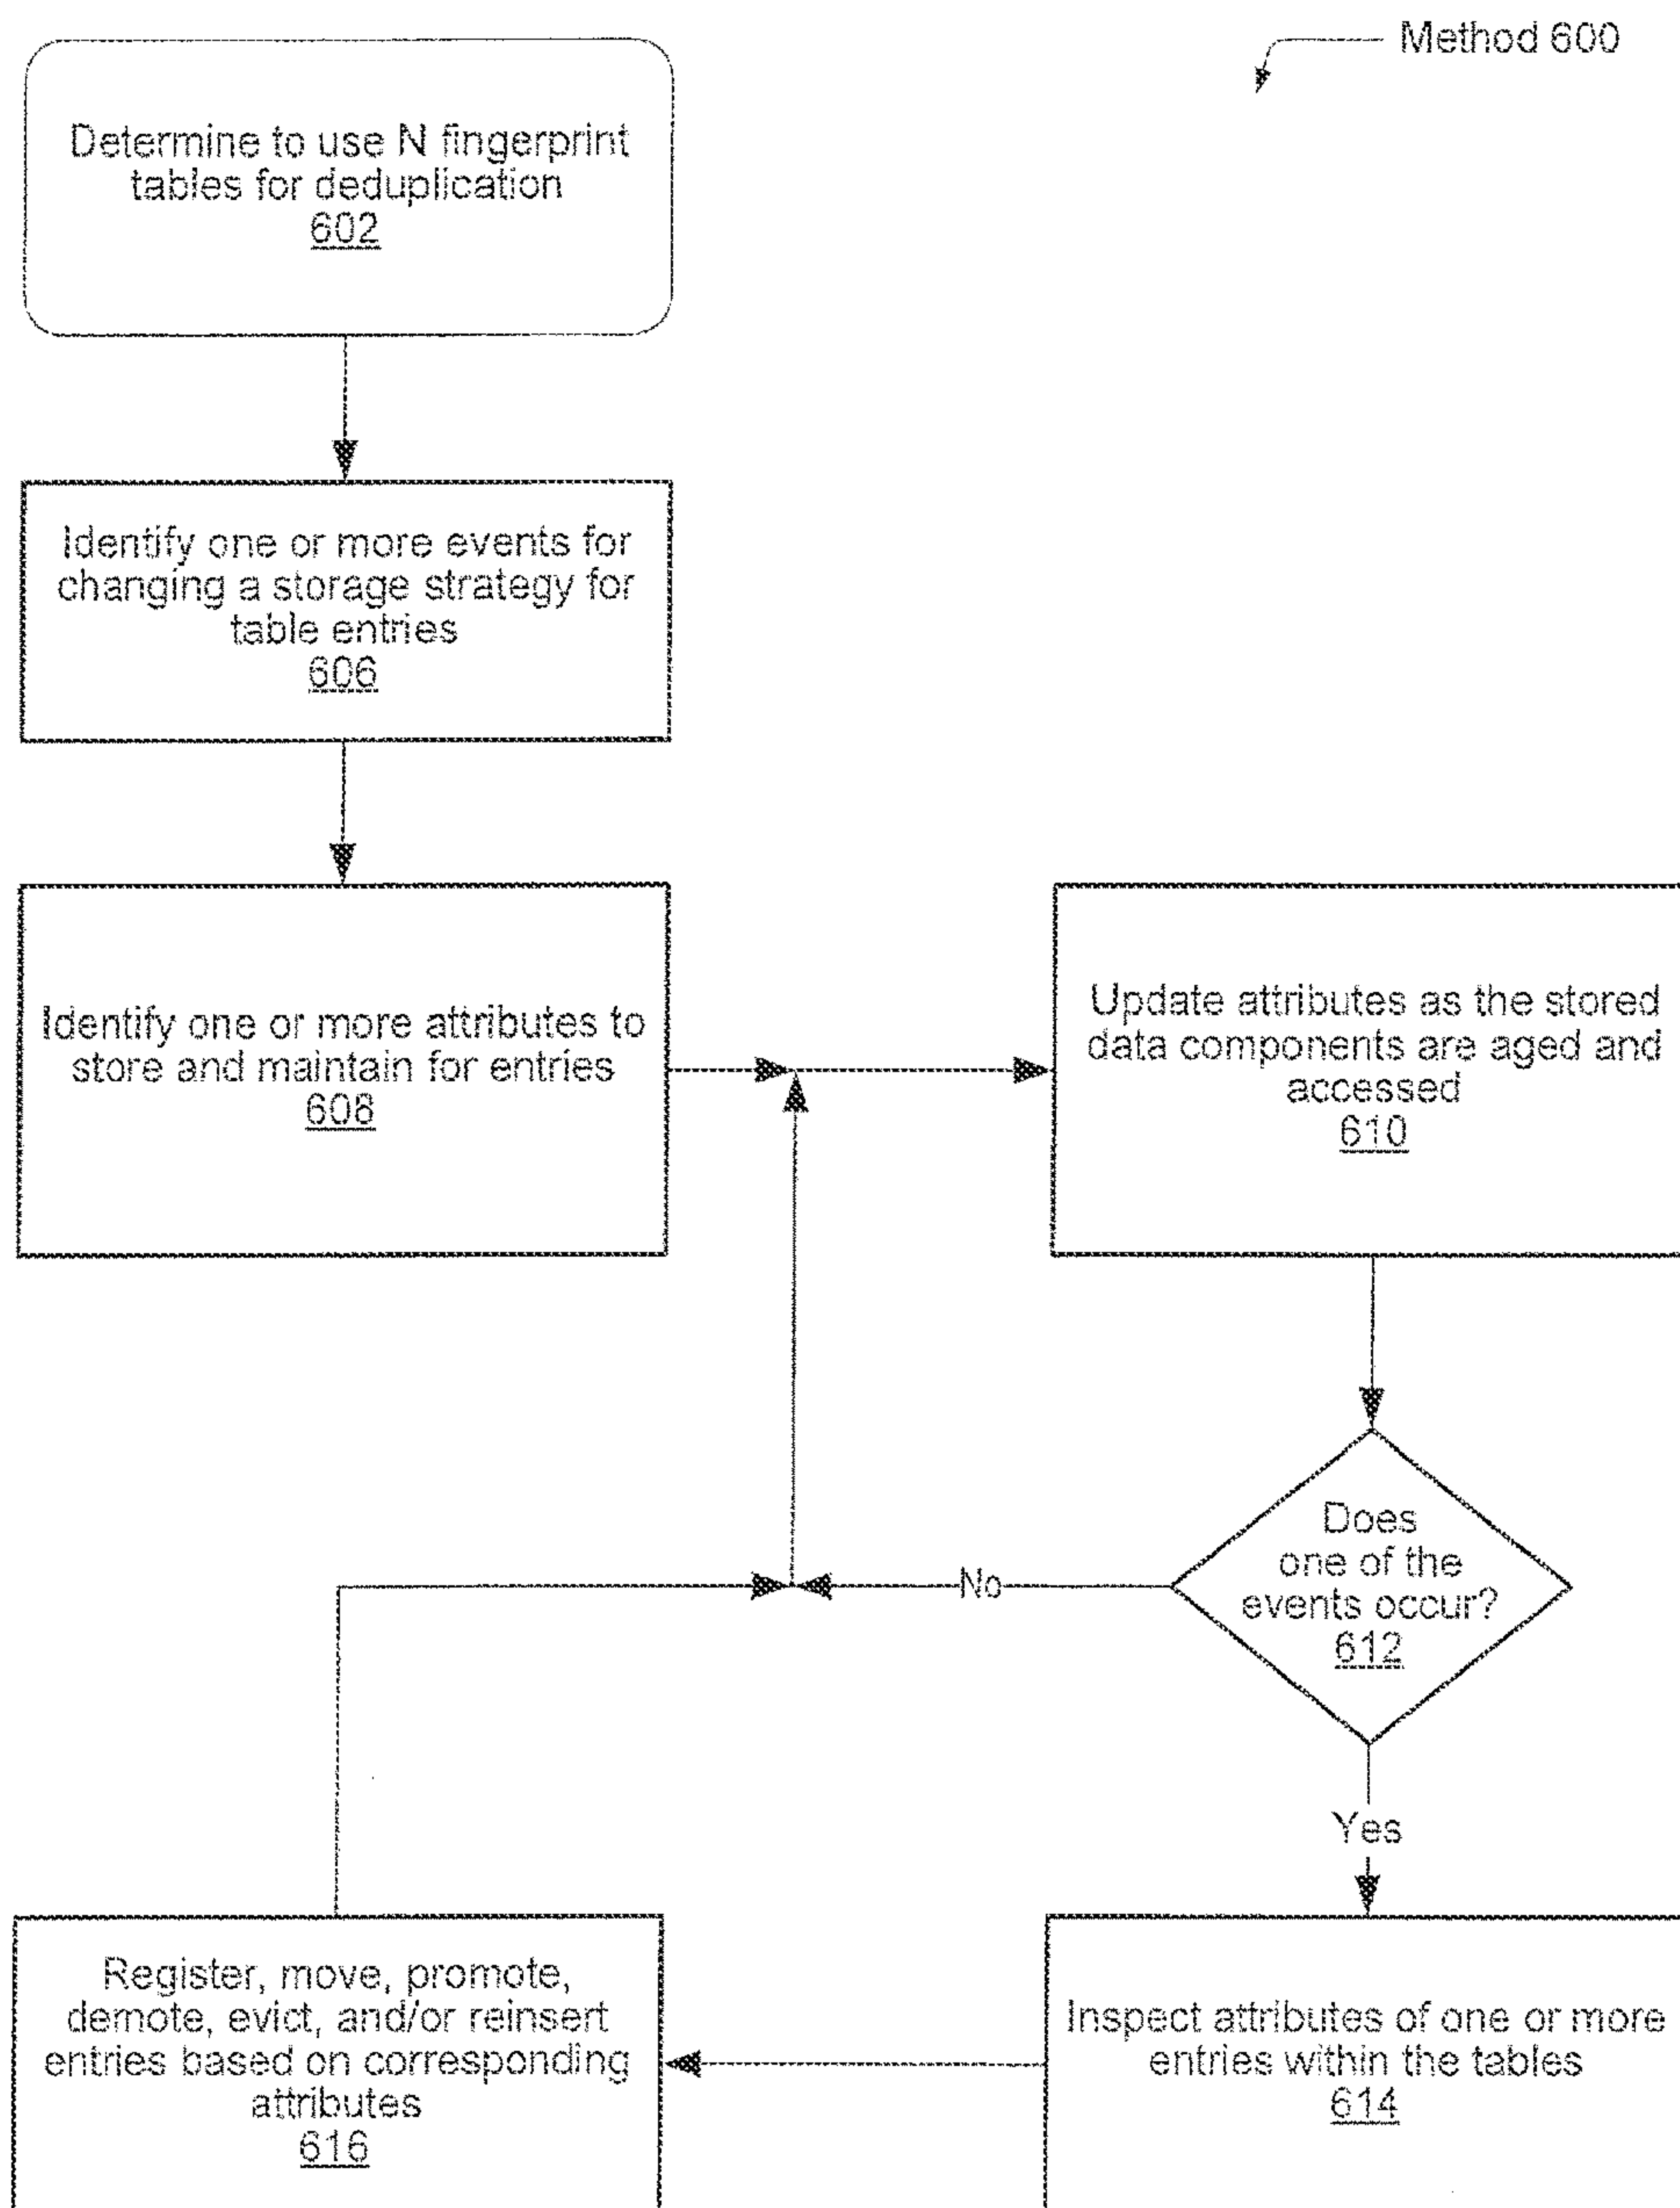 Method 600
Determine to use N fingerprint
tables for deduplication
602
Identify one or more events for
changing a storage strategy for
table entries
606
Identify one or more attributes to
store and maintain for entries
608
Update attributes as the stored
data components are aged and
accessed
610
Does
one of the
events occur?
612
No
Yes
Inspect attributes of one or more
entries within the tables
614
Register, move, promote,
demote, evict, and/or reinsert
entries based on corresponding
attributes
616